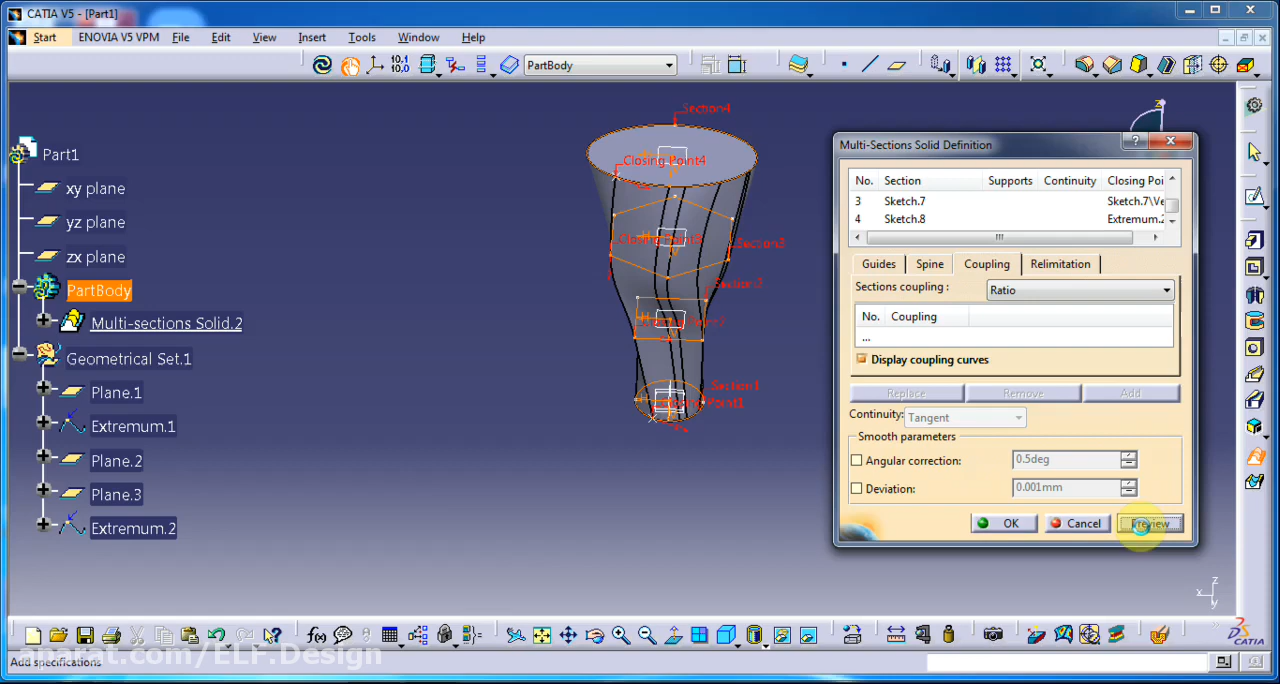 CATIA V5 - [Part1]
Start ENOVIA V5 VPM File Edit View Insert Tools Window Help
10.1
10,0
PartBody
Part1
xy plane
yz plane
zx plane
PartBody
Multi-sections Solid.2
Geometrical Set.1
Plane.1
Extremum.1
Plane.2
Plane.3
Extremum.2
Section4
Closing Point4
Section3
Section1
z
Multi-Sections Solid Definition
No. Section Supports Continuity Closing Poi
3 Sketch.7 Sketch.7\Ve
4 Sketch.8 Extremum.2
Guides Spine Coupling Relimitation
Sections coupling : Ratio
No. Coupling
...
Display coupling curves
Replace Remove Add
Continuity: Tangent
Smooth parameters
Angular correction: 0.5deg
Deviation: 0.001mm
OK Cancel Preview
x z y
f(x)
DS CATIA
aparat.com/ELF.Design
Add specifications